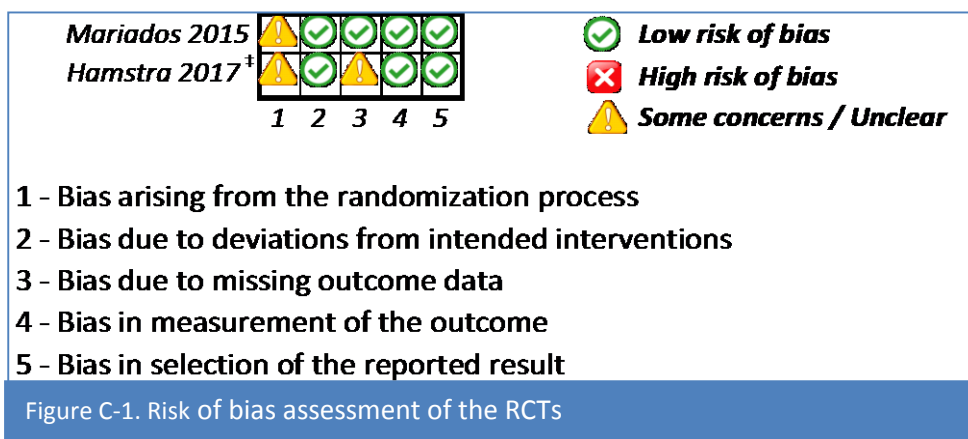 Mariados 2015
Low risk of bias
Hamstra 2017‡
High risk of bias
1 2 3 4 5
Some concerns / Unclear
1 - Bias arising from the randomization process
2 - Bias due to deviations from intended interventions
3 - Bias due to missing outcome data
4 - Bias in measurement of the outcome
5 - Bias in selection of the reported result
Figure C-1. Risk of bias assessment of the RCTs